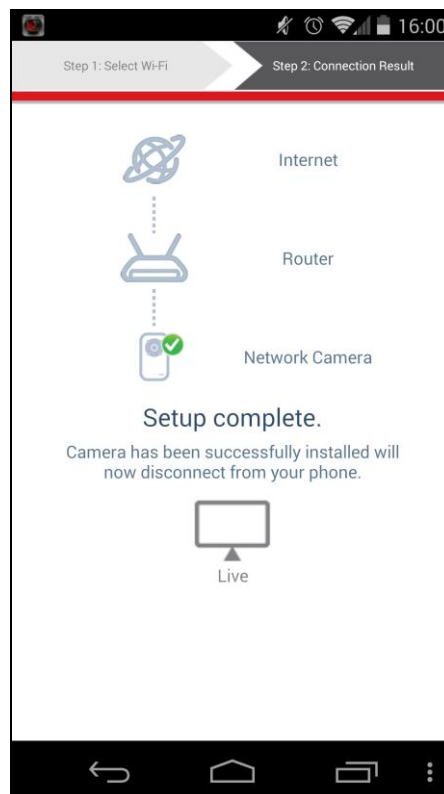 16:00
Step 1: Select Wi-Fi
Step 2: Connection Result
Internet
Router
Network Camera
Setup complete.
Camera has been successfully installed will
now disconnect from your phone.
Live